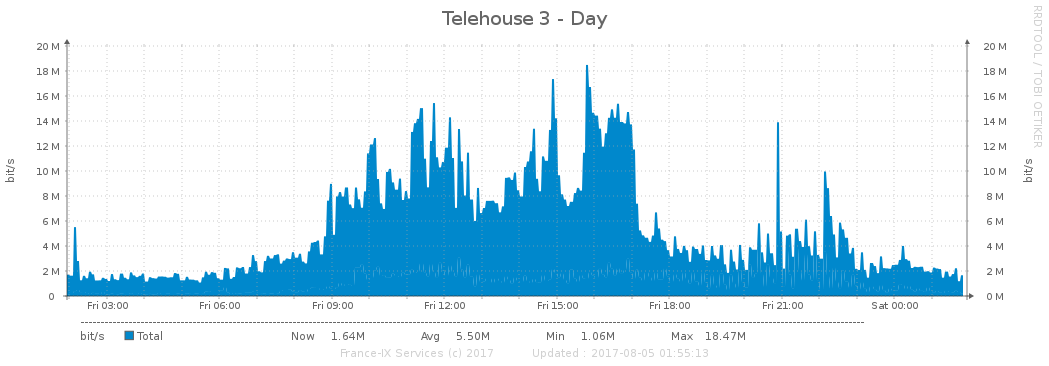 Telehouse 3 - Day
RRDTOOL / TOBI OETIKER
bit/s
bit/s
20 M 20 M
18 M 18 M
16 M 16 M
14 M 14 M
12 M 12 M
10 M 10 M
8 M 8 M
6 M 6 M
4 M 4 M
2 M 2 M
0 0 M
Fri 03:00 Fri 06:00 Fri 09:00 Fri 12:00 Fri 15:00 Fri 18:00 Fri 21:00 Sat 00:00
bit/s Total Now 1.64M Avg 5.50M Min 1.06M Max 18.47M
France-IX Services (c) 2017 Updated : 2017-08-05 01:55:13